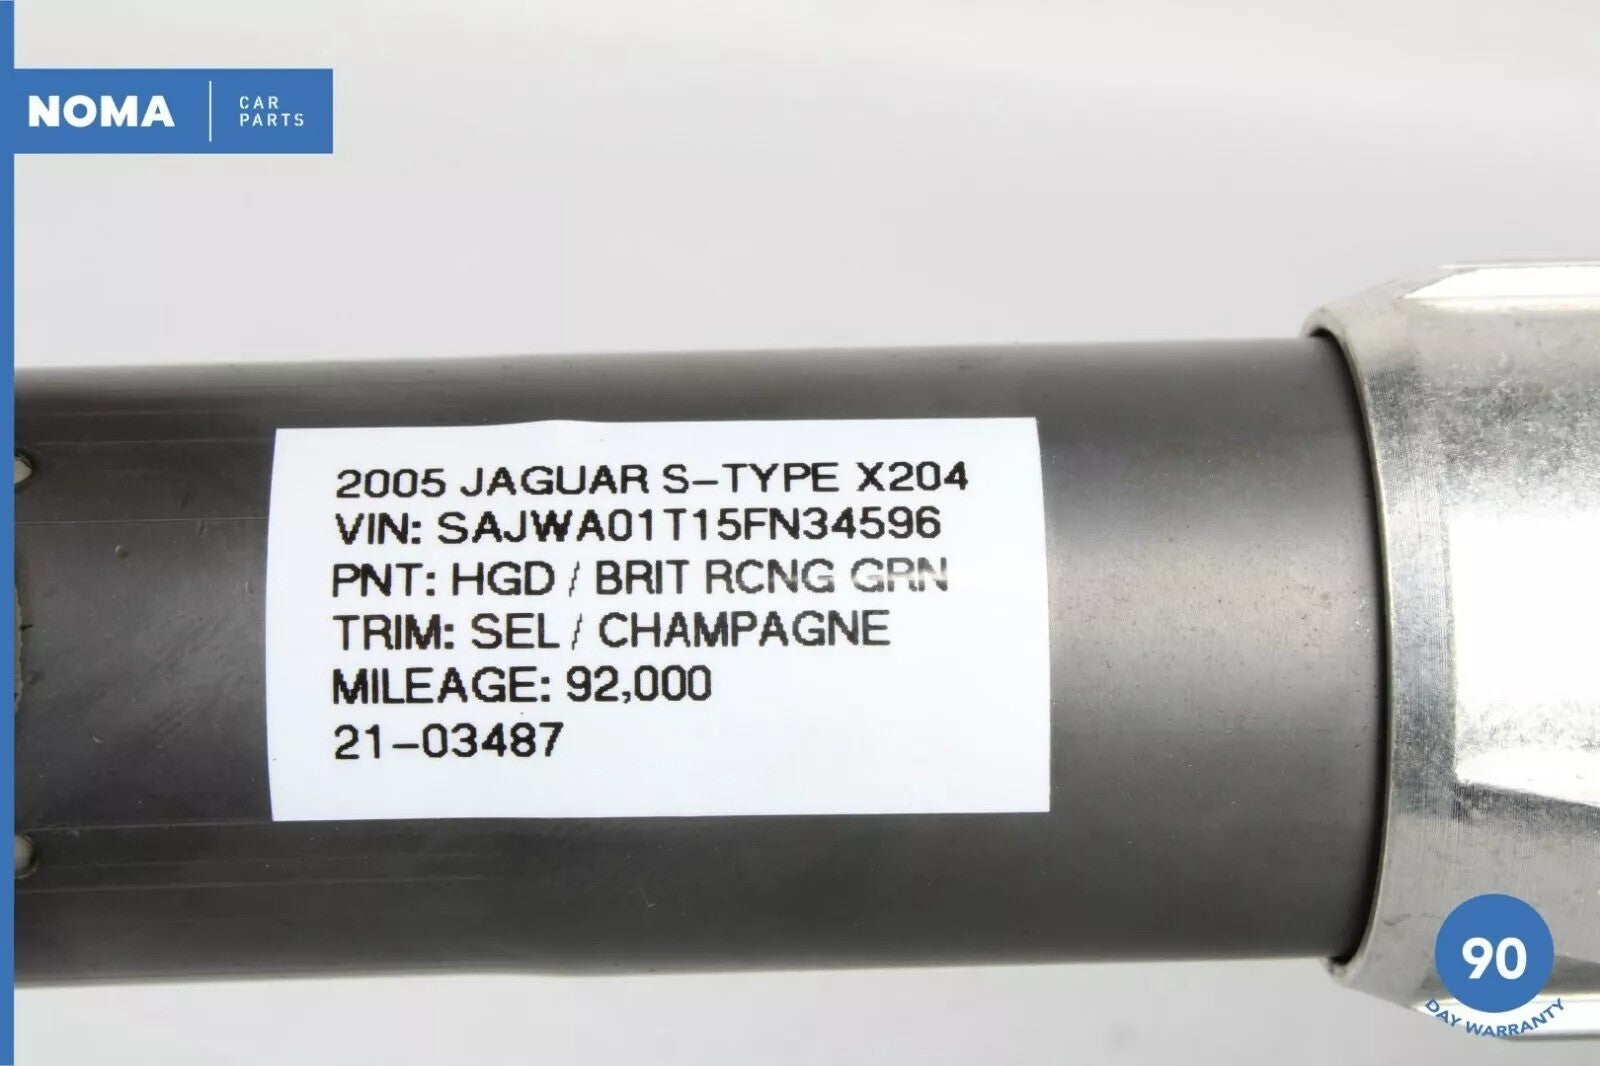 NOMA
CAR
PARTS
2005 JAGUAR S-TYPE X204
VIN: SAJWA01T15FN34596
PNT: HGD / BRIT RCNG GRN
TRIM: SEL / CHAMPAGNE
MILEAGE: 92,000
21-03487
90
DAY WARRANTY